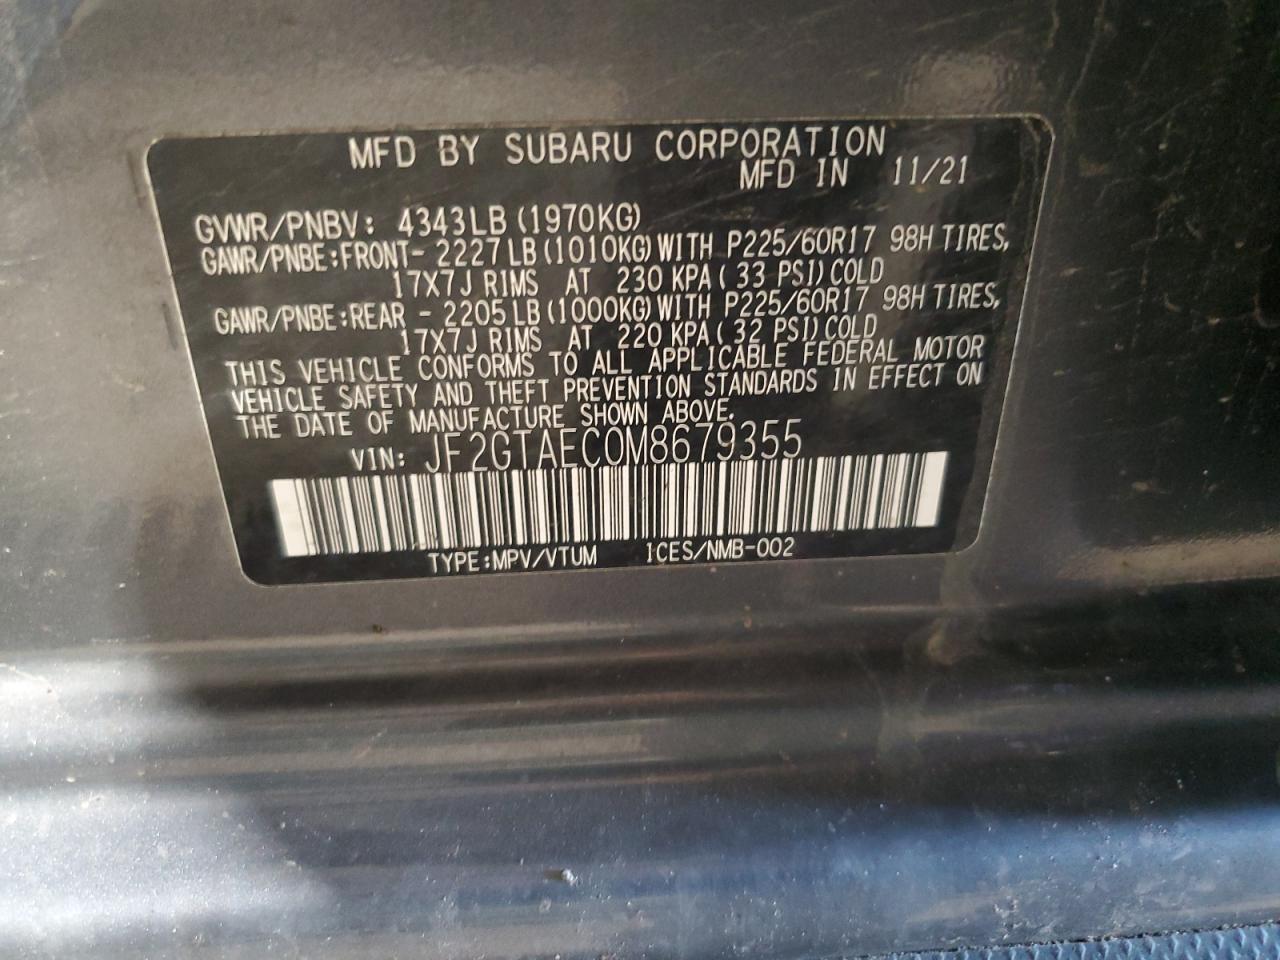 MFD BY SUBARU CORPORATION
MFD IN 11/21
GVWR/PNBV: 4343LB (1970KG)
GAWR/PNBE:FRONT- 2227LB (1010KG) WITH P225/60R17 98H TIRES,
17X7J RIMS AT 230 KPA( 33 PSI) COLD
GAWR/PNBE:REAR - 2205LB (1000KG) WITH P225/60R17 98H TIRES,
17X7J RIMS AT 220 KPA( 32 PSI) COLD
THIS VEHICLE CONFORMS TO ALL APPLICABLE FEDERAL MOTOR
VEHICLE SAFETY AND THEFT PREVENTION STANDARDS IN EFFECT ON
THE DATE OF MANUFACTURE SHOWN ABOVE.
VIN: JF2GTAEC0M8679355
TYPE:MPV/VTUM 1CES/NMB-002